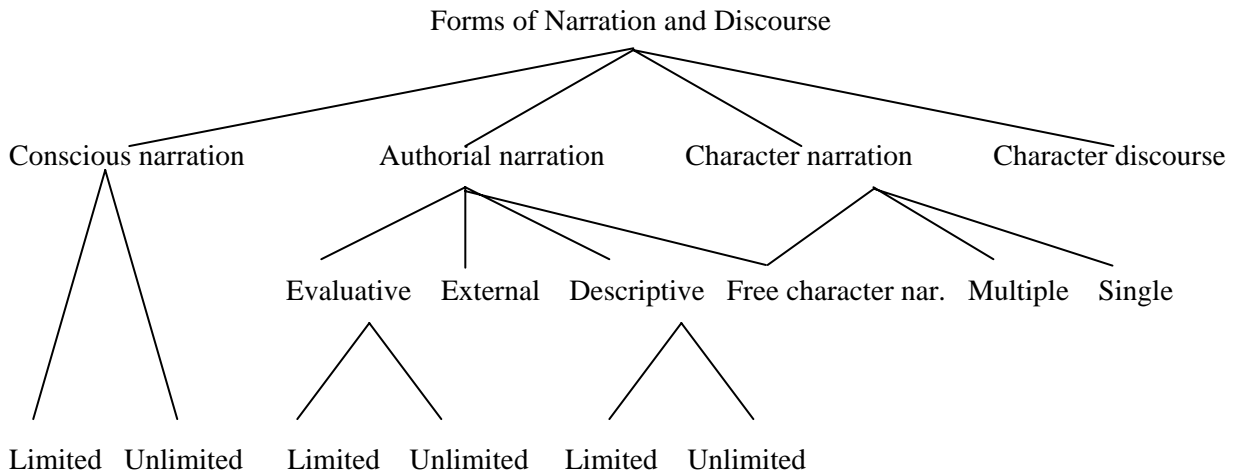 Forms of Narration and Discourse
Conscious narration Authorial narration Character narration Character discourse
Evaluative External Descriptive Free character nar. Multiple Single
Limited Unlimited Limited Unlimited Limited Unlimited